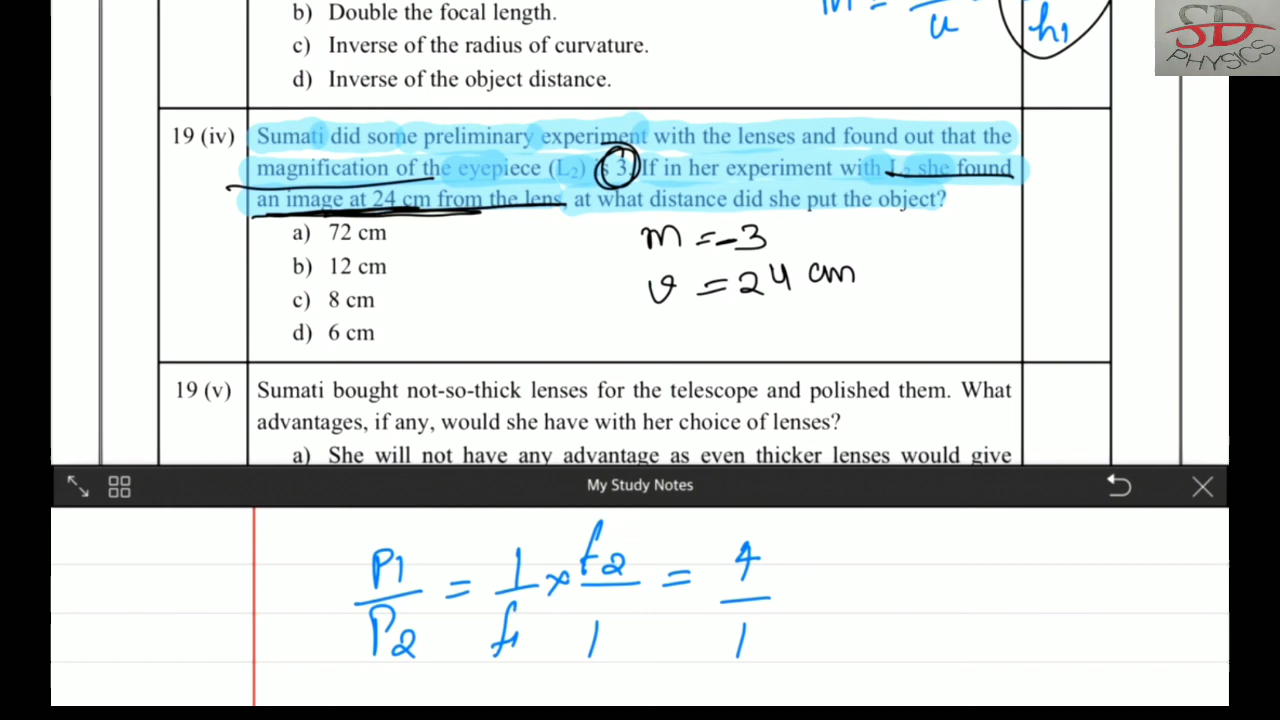 b) Double the focal length.
c) Inverse of the radius of curvature.
d) Inverse of the object distance.
u
h1
SD
PHYSICS
19 (iv) Sumati did some preliminary experiment with the lenses and found out that the
magnification of the eyepiece (L₂) is 3. If in her experiment with L₂ she found
an image at 24 cm from the lens, at what distance did she put the object?
a) 72 cm
b) 12 cm
c) 8 cm
d) 6 cm
m = -3
v = 24 cm
19 (v) Sumati bought not-so-thick lenses for the telescope and polished them. What
advantages, if any, would she have with her choice of lenses?
a) She will not have any advantage as even thicker lenses would give
My Study Notes
P1/P2 = 1/f1 × f2/1 = 4/1